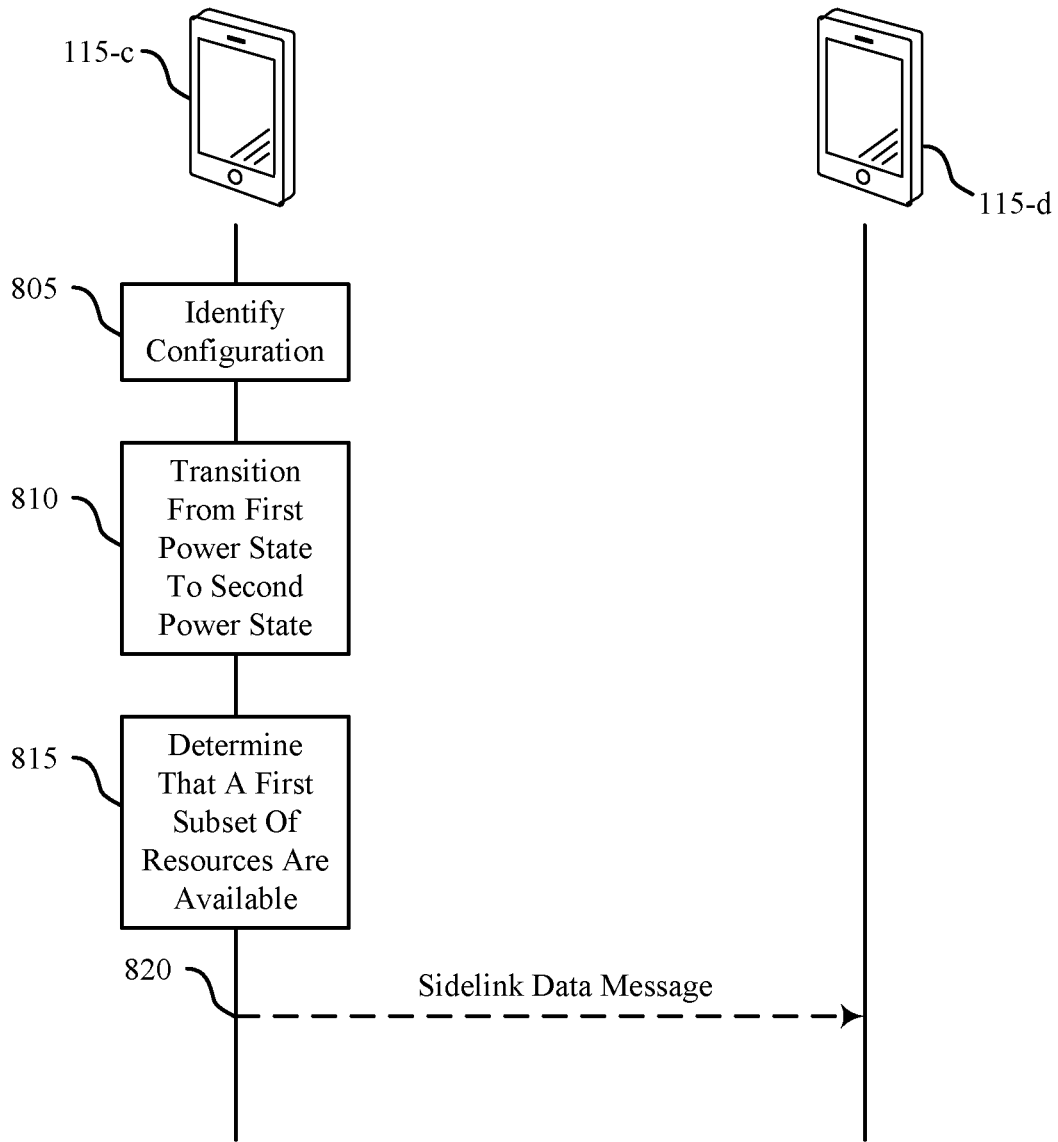 115-c
115-d
805
Identify
Configuration
810
Transition
From First
Power State
To Second
Power State
815
Determine
That A First
Subset Of
Resources Are
Available
820
Sidelink Data Message